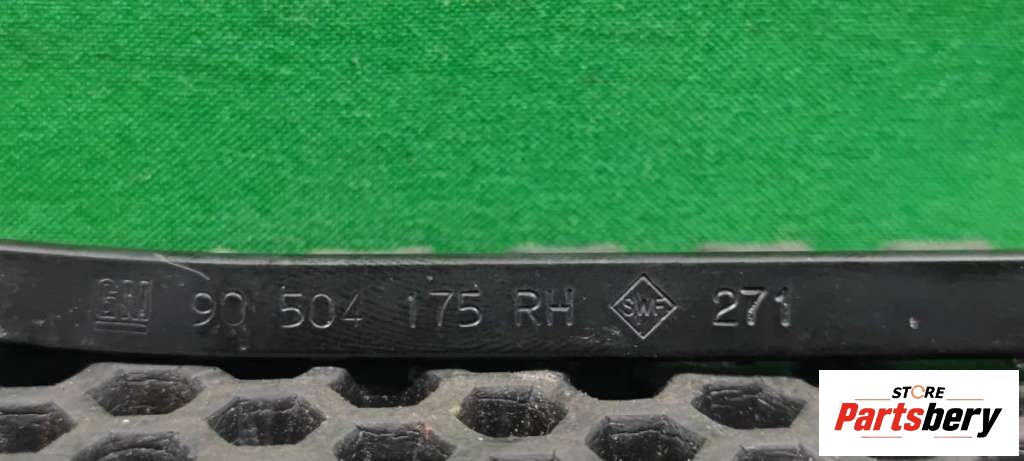 GM 90 504 175 RH SWF 271
STORE
Partsbery